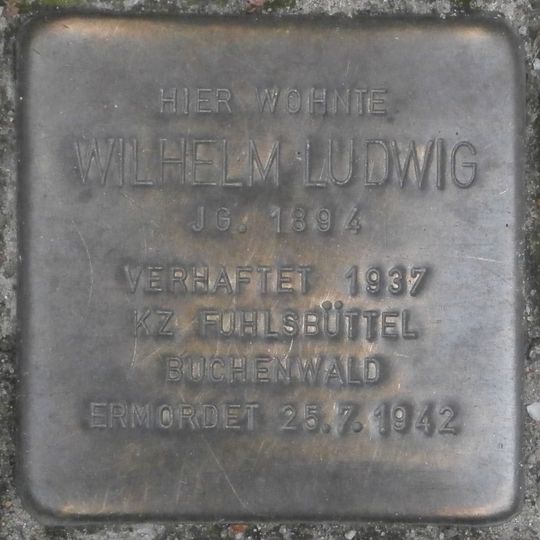 HIER WOHNTE
WILHELM LUDWIG
JG. 1894
VERHAFTET 1937
KZ FUHLSBÜTTEL
BUCHENWALD
ERMORDET 25.7.1942